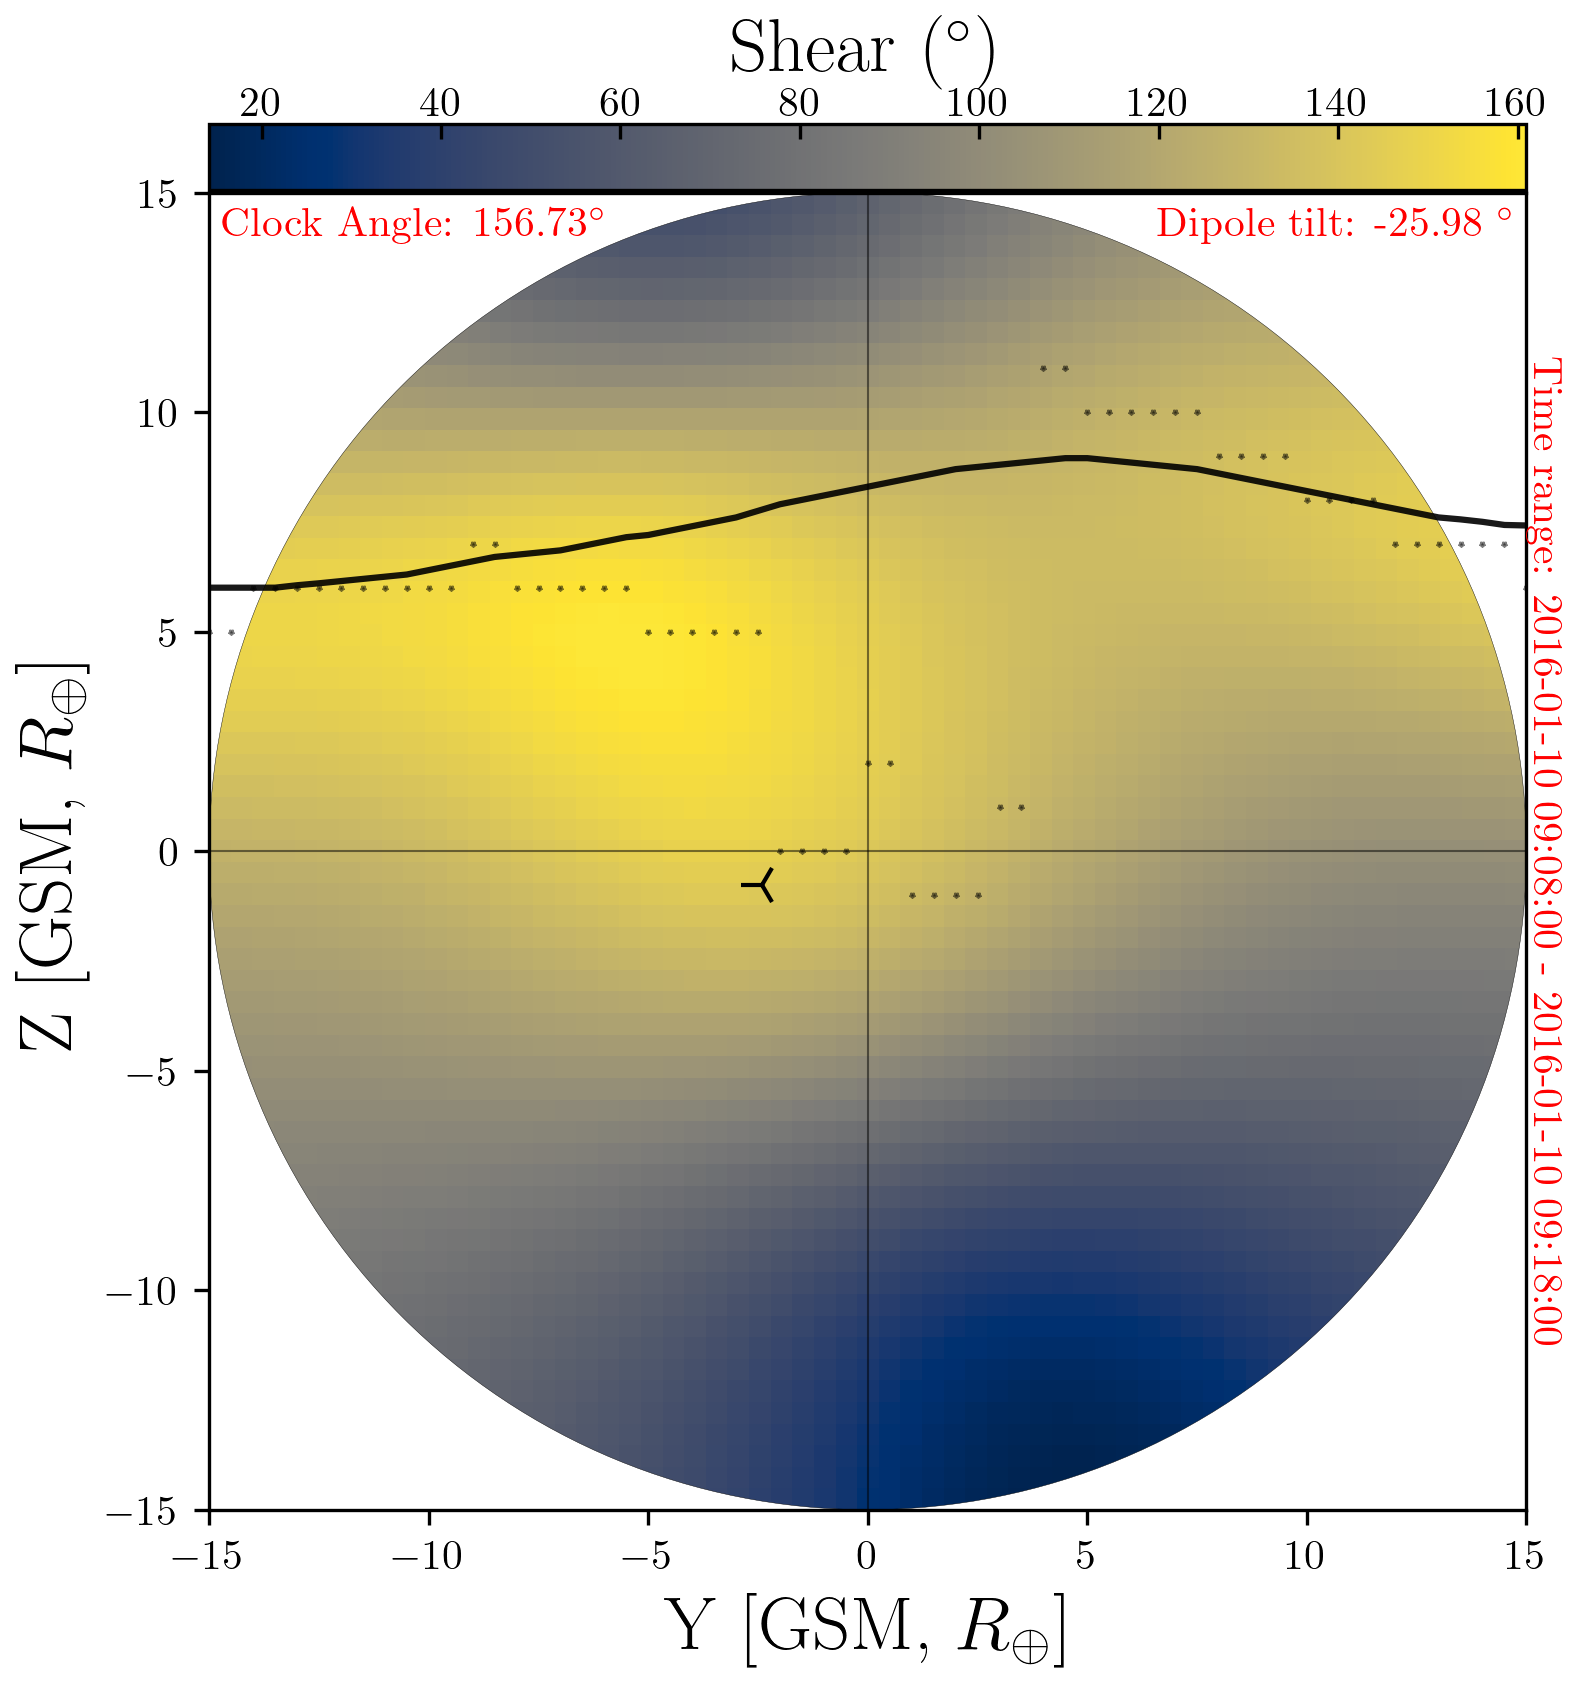 Shear (°)
20 40 60 80 100 120 140 160
Clock Angle: 156.73°
Dipole tilt: -25.98 °
15
10
5
0
−5
−10
−15
Z [GSM, R⊕]
Time range: 2016-01-10 09:08:00 - 2016-01-10 09:18:00
−15 −10 −5 0 5 10 15
Y [GSM, R⊕]